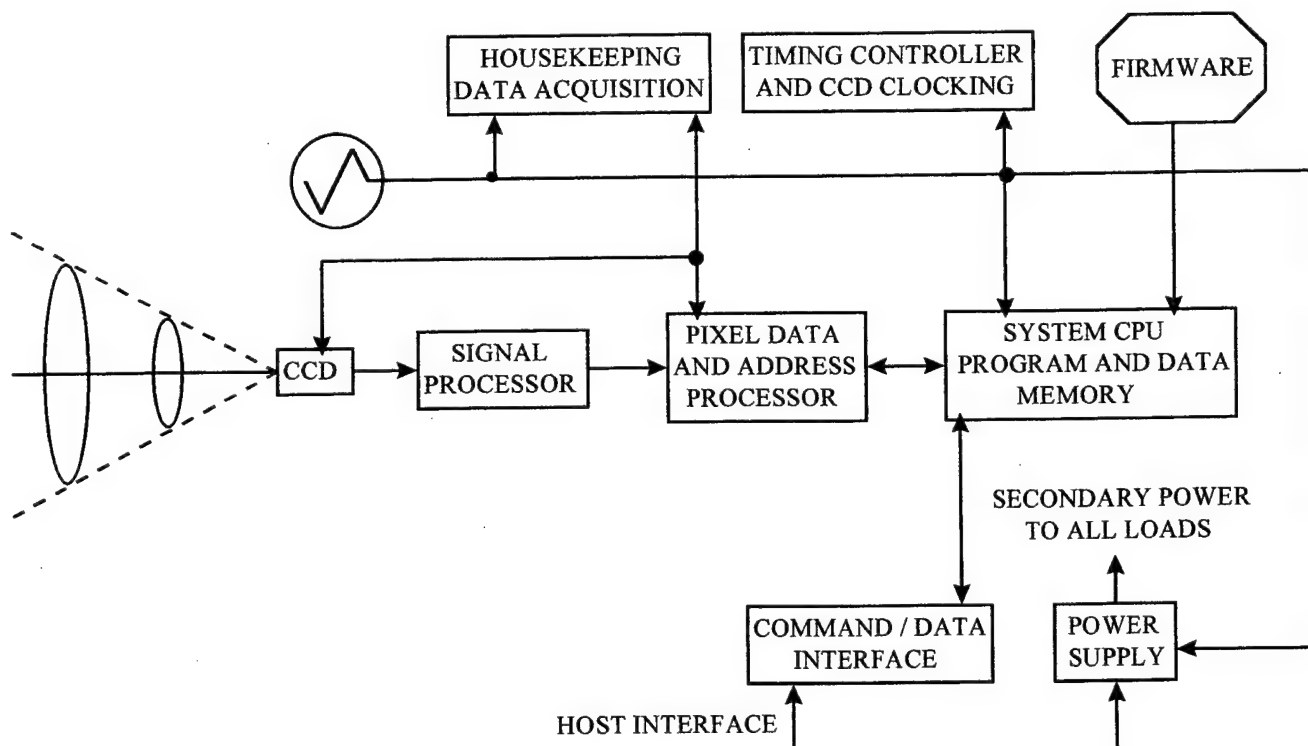 HOUSEKEEPING
DATA ACQUISITION
TIMING CONTROLLER
AND CCD CLOCKING
FIRMWARE
CCD
SIGNAL
PROCESSOR
PIXEL DATA
AND ADDRESS
PROCESSOR
SYSTEM CPU
PROGRAM AND DATA
MEMORY
SECONDARY POWER
TO ALL LOADS
COMMAND / DATA
INTERFACE
POWER
SUPPLY
HOST INTERFACE